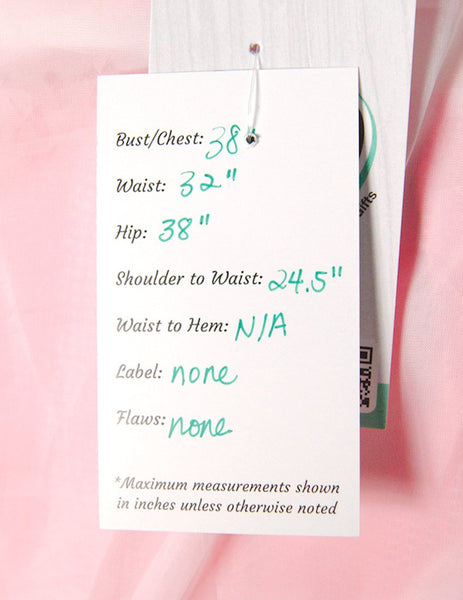 Bust/Chest: 38"
Waist: 32"
Hip: 38"
Shoulder to Waist: 24.5"
Waist to Hem: N/A
Label: none
Flaws: none
*Maximum measurements shown
in inches unless otherwise noted
ifts